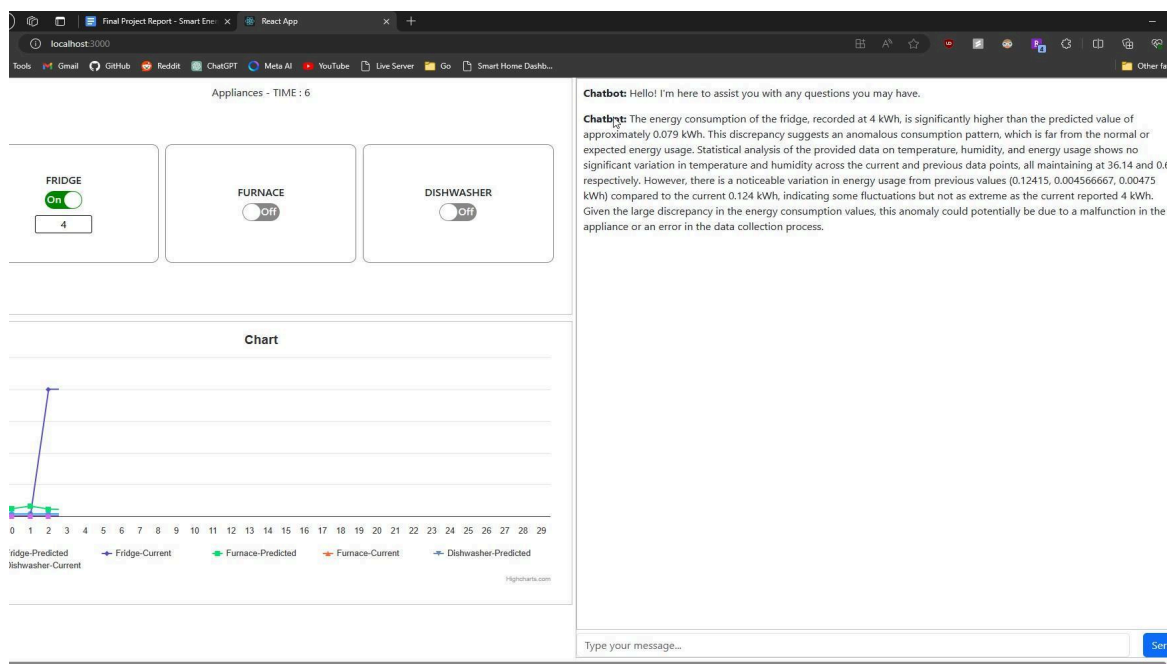 Final Project Report - Smart Ener
React App
localhost:3000
Tools Gmail GitHub Reddit ChatGPT Meta AI YouTube Live Server Go Smart Home Dashb... Other fa
Appliances - TIME : 6
FRIDGE
On
4
FURNACE
Off
DISHWASHER
Off
Chart
0 1 2 3 4 5 6 7 8 9 10 11 12 13 14 15 16 17 18 19 20 21 22 23 24 25 26 27 28 29
ridge-Predicted Fridge-Current Furnace-Predicted Furnace-Current Dishwasher-Predicted
Dishwasher-Current
Highcharts.com
Chatbot: Hello! I'm here to assist you with any questions you may have.
Chatbot: The energy consumption of the fridge, recorded at 4 kWh, is significantly higher than the predicted value of
approximately 0.079 kWh. This discrepancy suggests an anomalous consumption pattern, which is far from the normal or
expected energy usage. Statistical analysis of the provided data on temperature, humidity, and energy usage shows no
significant variation in temperature and humidity across the current and previous data points, all maintaining at 36.14 and 0.6
respectively. However, there is a noticeable variation in energy usage from previous values (0.12415, 0.004566667, 0.00475
kWh) compared to the current 0.124 kWh, indicating some fluctuations but not as extreme as the current reported 4 kWh.
Given the large discrepancy in the energy consumption values, this anomaly could potentially be due to a malfunction in the
appliance or an error in the data collection process.
Type your message...
Ser